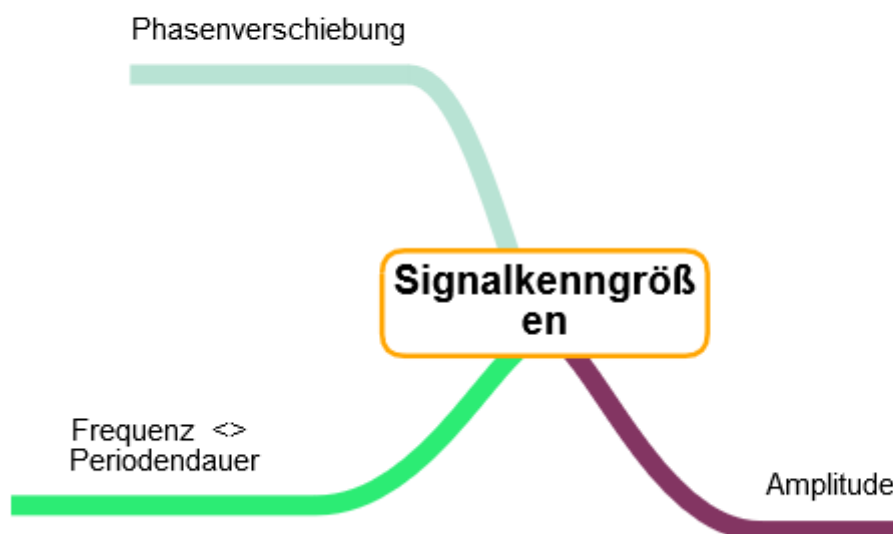 Phasenverschiebung
Signalkenngröß
en
Frequenz <>
Periodendauer
Amplitude